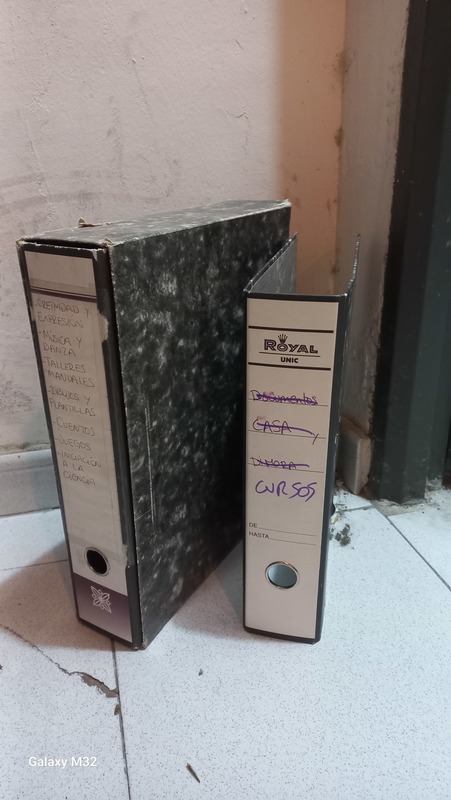 CREATIVIDAD Y
EXPRESIÓN
-MÚSICA Y
DANZA
-TALLERES
MANUALES
-DIBUJOS Y
PLANTILLAS
-CUENTOS
-JUEGOS
-INICIACIÓN
A LA
CIENCIA
ROYAL
UNIC
Documentos
CASA Y
CURSOS
DE
HASTA
Galaxy M32